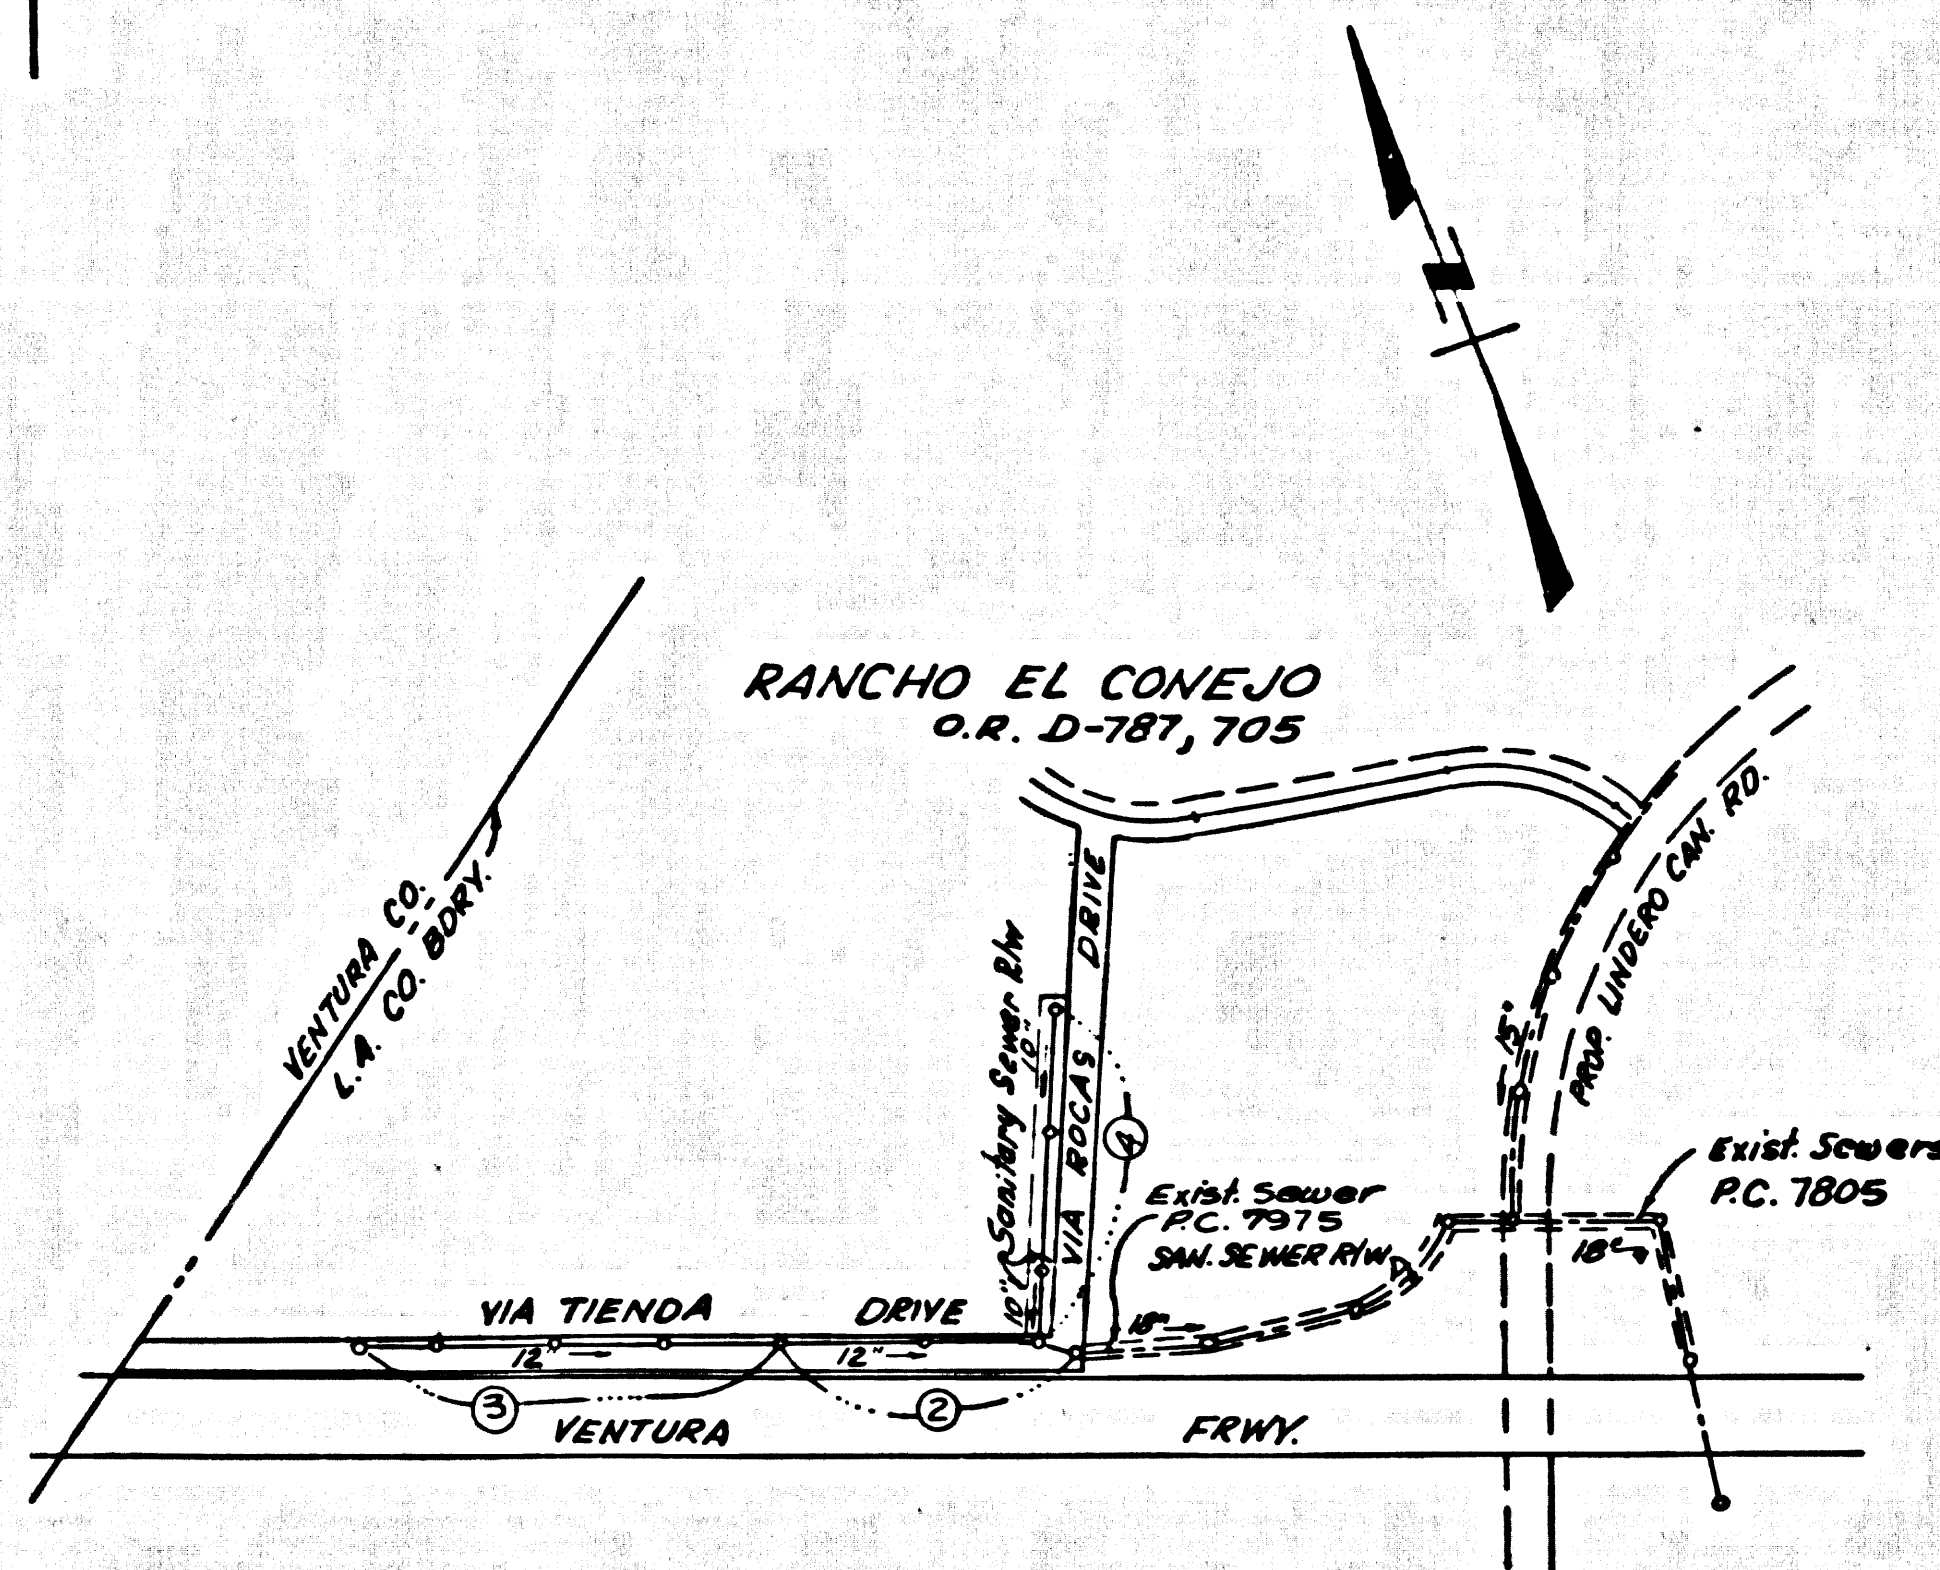 N
RANCHO EL CONEJO
O.R. D-787, 705
VENTURA CO.
L.A. CO. BDRY.
PROP. LINDERO CAN. RD.
VIA ROCAS DRIVE
Sanitary Sewer R/W
10"
10"
15"
4
Exist. Sewers
P.C. 7805
Exist. Sewer
P.C. 7975
SAN. SEWER R/W
18"
18"
VIA TIENDA DRIVE
12"
12"
3
2
VENTURA FRWY.